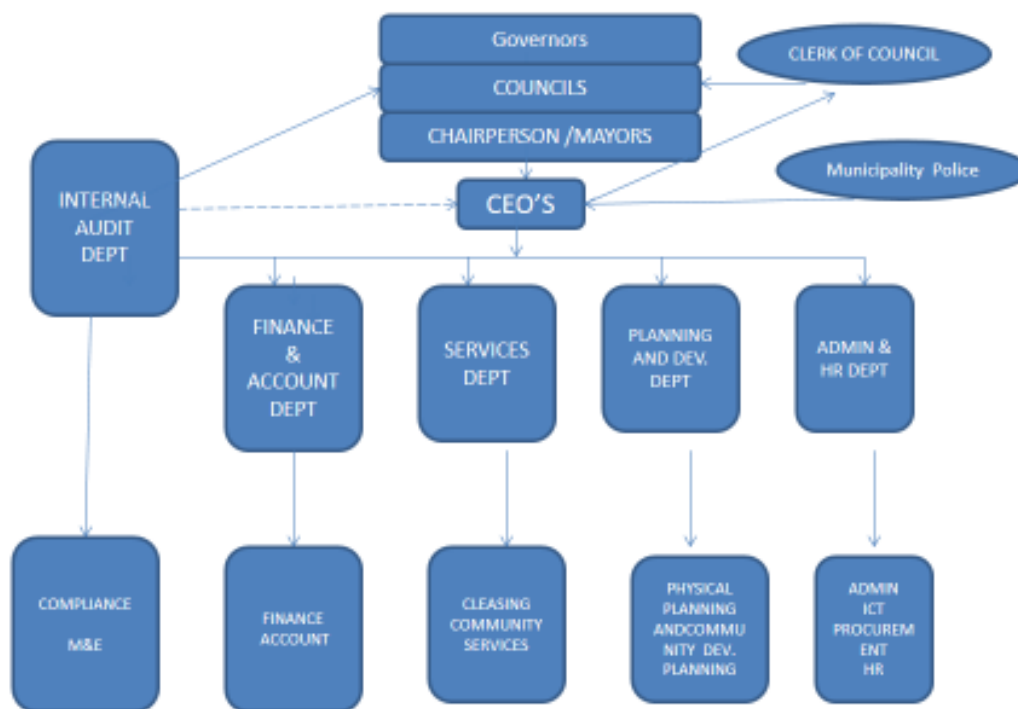 Governors
CLERK OF COUNCIL
COUNCILS
CHAIRPERSON /MAYORS
Municipality Police
INTERNAL
AUDIT
DEPT
CEO'S
FINANCE
&
ACCOUNT
DEPT
SERVICES
DEPT
PLANNING
AND DEV.
DEPT
ADMIN &
HR DEPT
COMPLIANCE
M&E
FINANCE
ACCOUNT
CLEASING
COMMUNITY
SERVICES
PHYSICAL
PLANNING
ANDCOMMU
NITY DEV.
PLANNING
ADMIN
ICT
PROCUREM
ENT
HR